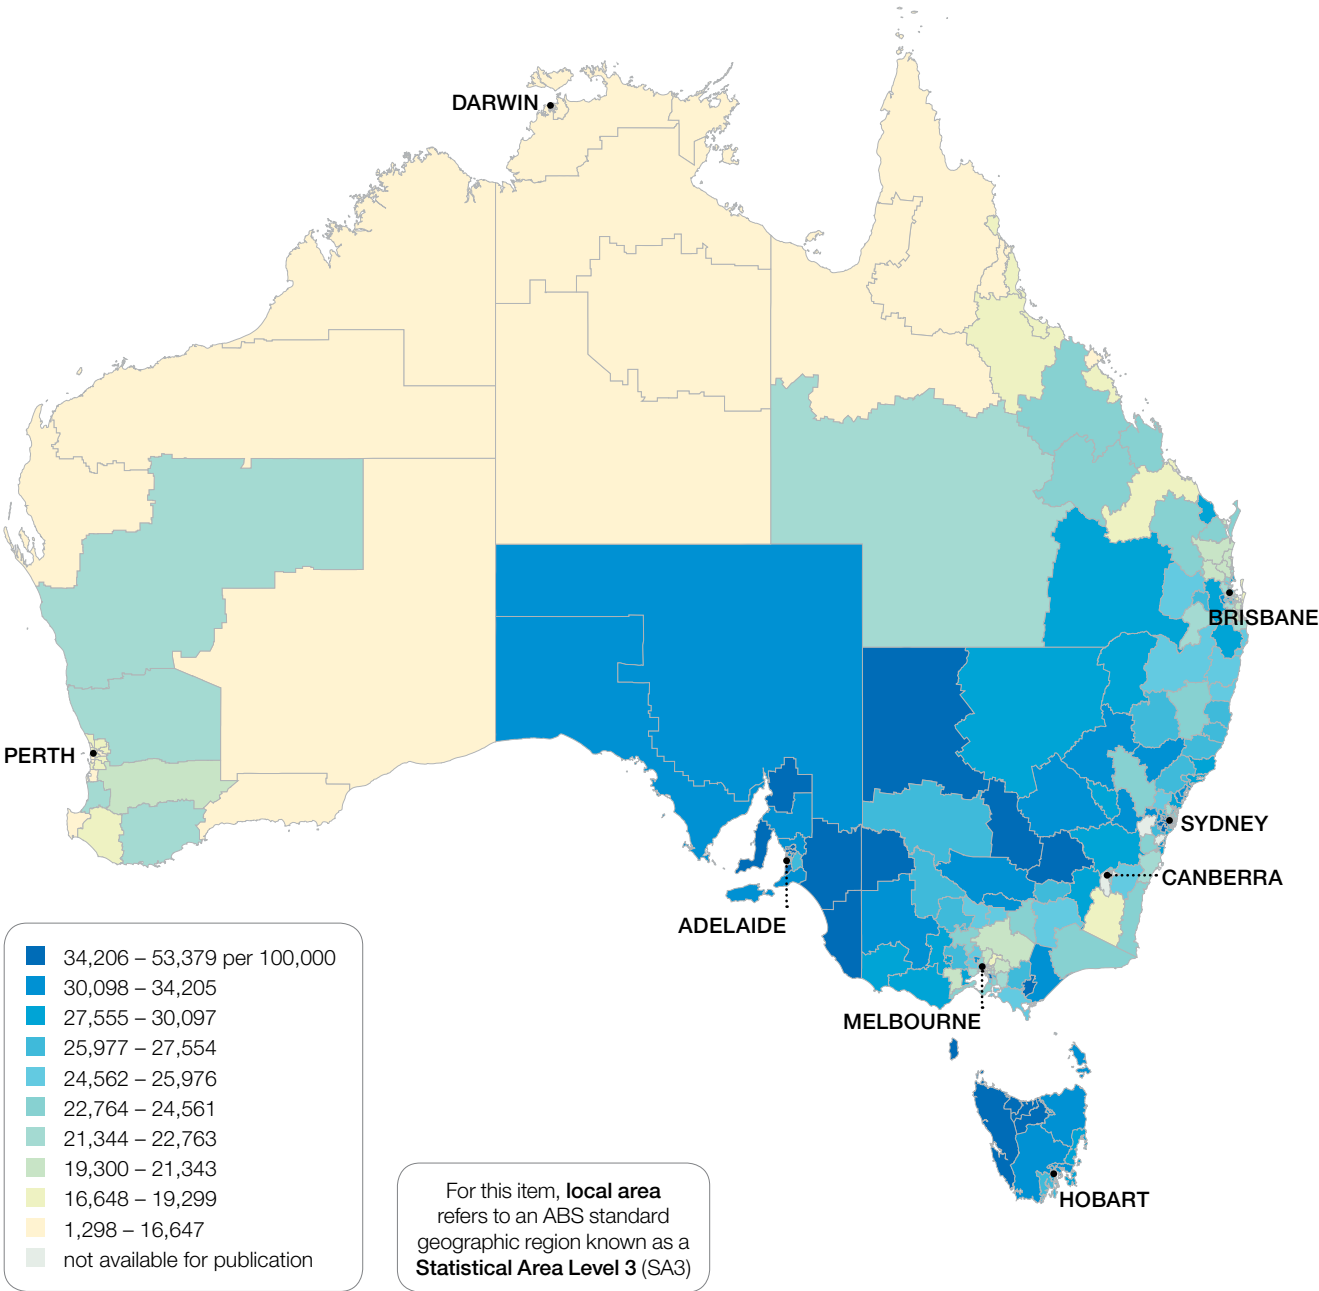 DARWIN
BRISBANE
PERTH
SYDNEY
CANBERRA
ADELAIDE
MELBOURNE
HOBART
34,206 – 53,379 per 100,000
30,098 – 34,205
27,555 – 30,097
25,977 – 27,554
24,562 – 25,976
22,764 – 24,561
21,344 – 22,763
19,300 – 21,343
16,648 – 19,299
1,298 – 16,647
not available for publication
For this item, local area
refers to an ABS standard
geographic region known as a
Statistical Area Level 3 (SA3)